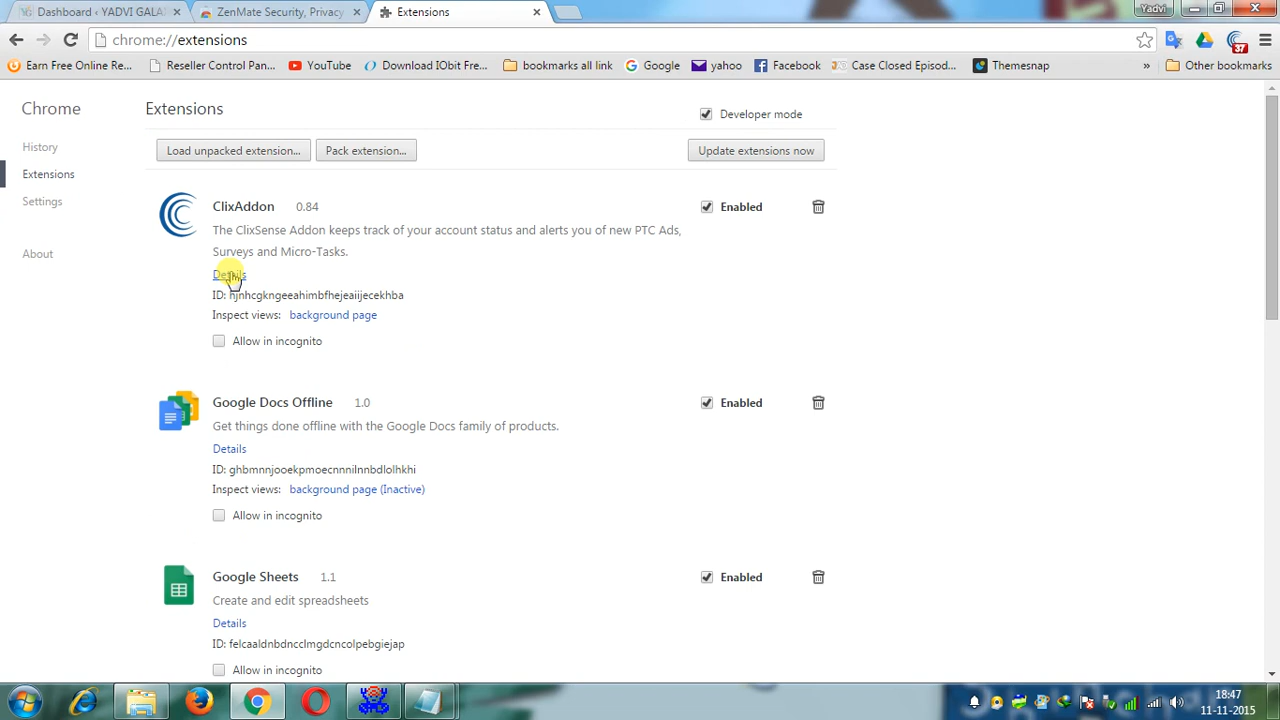 Dashboard ‹ YADVI GALAX
ZenMate Security, Privacy
Extensions
Yadvi
chrome://extensions
37
Earn Free Online Re...
Reseller Control Pan...
YouTube
Download IObit Fre...
bookmarks all link
Google
yahoo
Facebook
Case Closed Episod...
Themesnap
»
Other bookmarks
Chrome
History
Extensions
Settings
About
Extensions
Developer mode
Load unpacked extension...
Pack extension...
Update extensions now
ClixAddon 0.84
Enabled
The ClixSense Addon keeps track of your account status and alerts you of new PTC Ads,
Surveys and Micro-Tasks.
Details
ID: hjnhcgkngeeahimbfhejeaiijecekhba
Inspect views: background page
Allow in incognito
Google Docs Offline 1.0
Enabled
Get things done offline with the Google Docs family of products.
Details
ID: ghbmnnjooekpmoecnnnilnnbdlolhkhi
Inspect views: background page (Inactive)
Allow in incognito
Google Sheets 1.1
Enabled
Create and edit spreadsheets
Details
ID: felcaaldnbdncclmgdcncolpebgiejap
Allow in incognito
18:47
11-11-2015